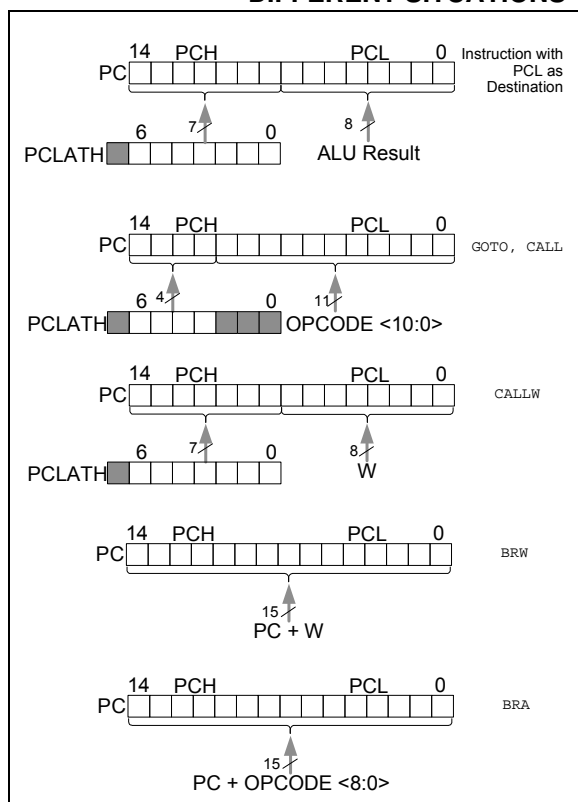 14 PCH PCL 0
PC
Instruction with
PCL as
Destination
7 8
6 0
PCLATH
ALU Result
14 PCH PCL 0
PC
GOTO, CALL
4 11
6 0
PCLATH
OPCODE <10:0>
14 PCH PCL 0
PC
CALLW
7 8
6 0
PCLATH
W
14 PCH PCL 0
PC
BRW
15
PC + W
14 PCH PCL 0
PC
BRA
15
PC + OPCODE <8:0>